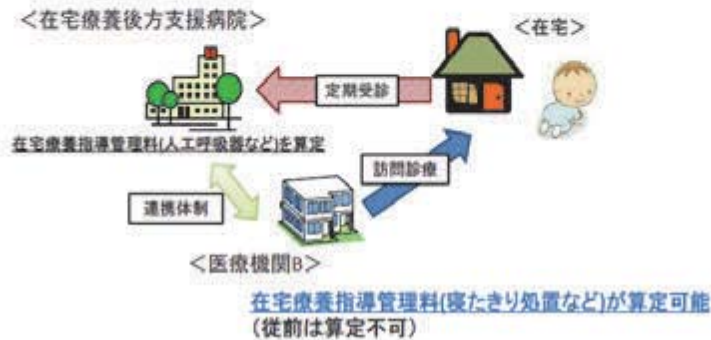 ＜在宅療養後方支援病院＞
＜在宅＞
定期受診
在宅療養指導管理料(人工呼吸器など)を算定
訪問診療
連携体制
＜医療機関B＞
在宅療養指導管理料(寝たきり処置など)が算定可能
(従前は算定不可)